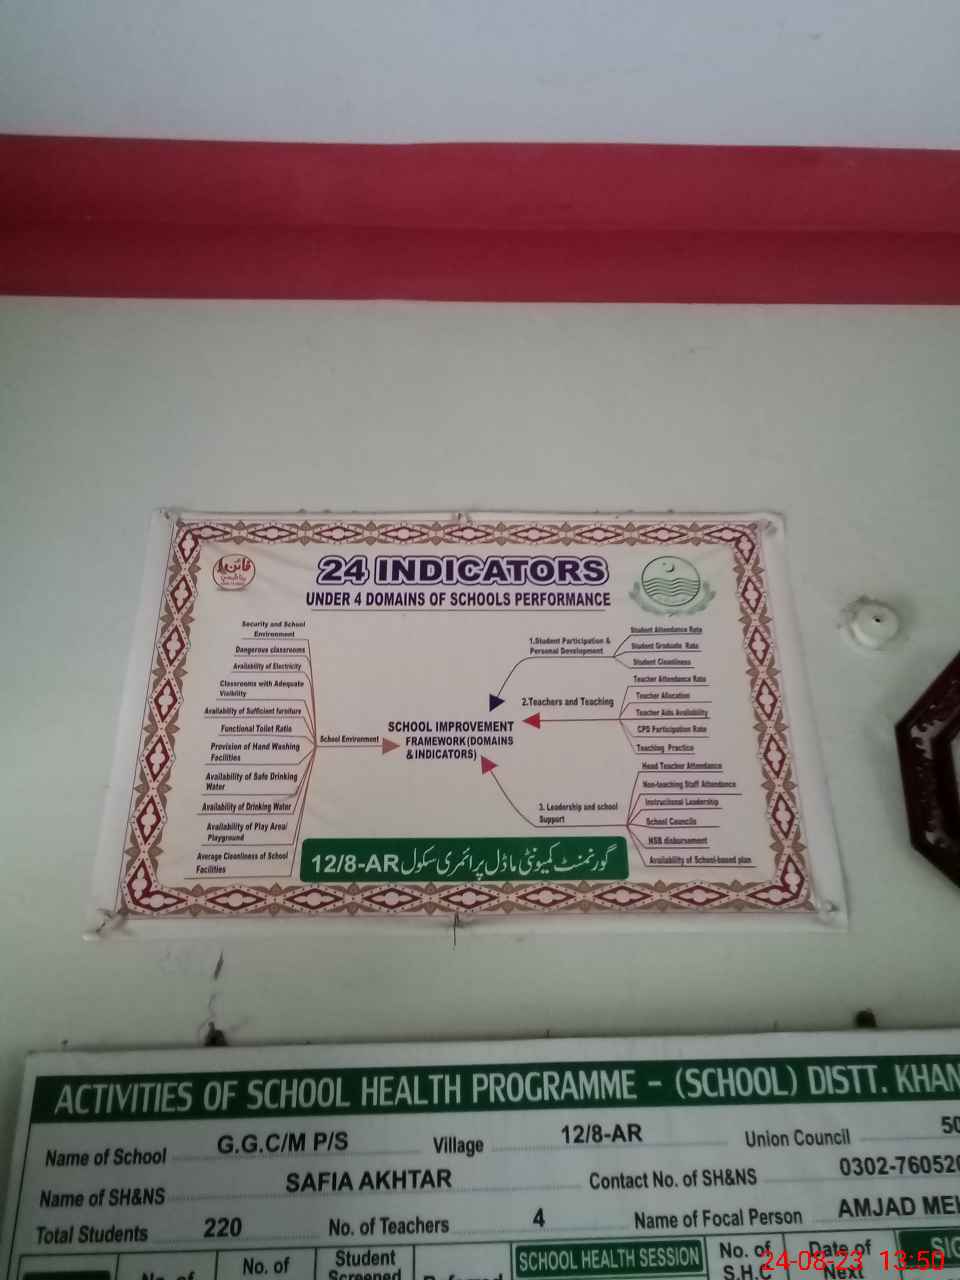 24 INDICATORS
UNDER 4 DOMAINS OF SCHOOLS PERFORMANCE
Security and School
Environment
Dangerous classrooms
Availability of Electricity
Classrooms with Adequate
Visibility
Availability of Sufficient furniture
Functional Toilet Ratio
Provision of Hand Washing
Facilities
Availability of Safe Drinking
Water
Availability of Drinking Water
Availability of Play Area/
Playground
Average Cleanliness of School
Facilities
School Environment
SCHOOL IMPROVEMENT
FRAMEWORK (DOMAINS
& INDICATORS)
1.Student Participation &
Personal Development
Student Attendance Rate
Student Graduate Rate
Student Cleanliness
2.Teachers and Teaching
Teacher Attendance Rate
Teacher Allocation
Teacher Aids Availability
CPD Participation Rate
Teaching Practice
3. Leadership and school
Support
Head Teacher Attendance
Non-teaching Staff Attendance
Instructional Leadership
School Councils
NSB disbursement
Availability of School-based plan
گورنمنٹ کمیونٹی ماڈل پرائمری سکول 12/8-AR
ACTIVITIES OF SCHOOL HEALTH PROGRAMME – (SCHOOL) DISTT. KHAN
Name of School G.G.C/M P/S Village 12/8-AR Union Council 50
Name of SH&NS SAFIA AKHTAR Contact No. of SH&NS 0302-760520
Total Students 220 No. of Teachers 4 Name of Focal Person AMJAD
No. of No. of Student Screened SCHOOL HEALTH SESSION No. of S.H.C Date of Next
24-08-23 13:50